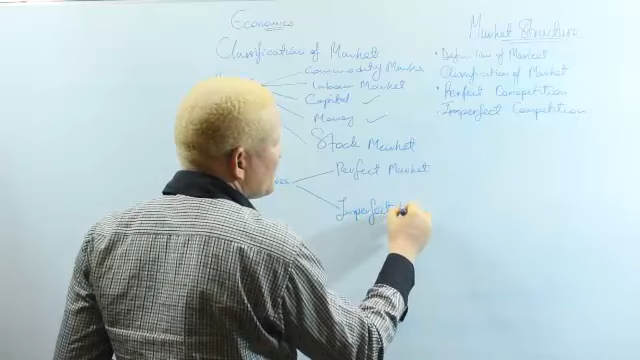 Economics
Classification of Market
Commodity Marke
Labour Market
Capital
Money
Stock Market
Perfect Market
Imperfect
Market Structure
Definition of Market
Classification of Market
Perfect Competition
Imperfect Competition